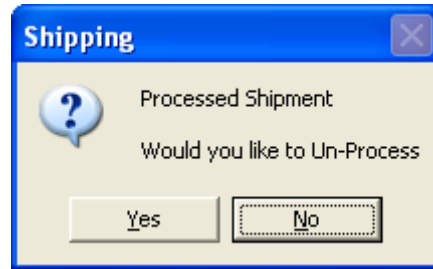 Shipping
Processed Shipment
Would you like to Un-Process
Yes
No